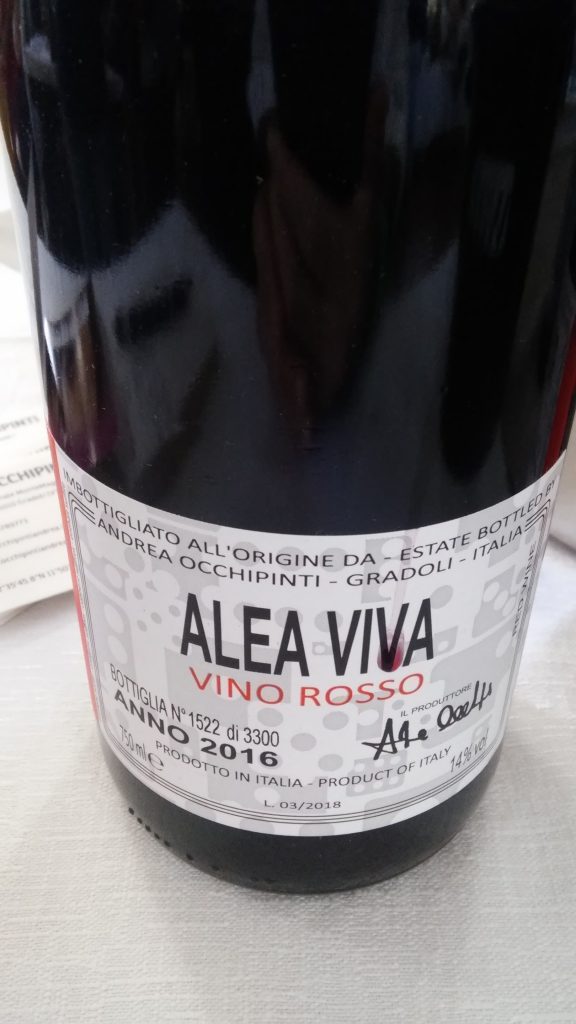 IMBOTTIGLIATO ALL'ORIGINE DA - ESTATE BOTTLED BY
ANDREA OCCHIPINTI - GRADOLI - ITALIA
ALEA VIVA
VINO ROSSO
BOTTIGLIA N° 1522 di 3300
ANNO 2016
IL PRODUTTORE
750 ml e
14% vol
PRODOTTO IN ITALIA - PRODUCT OF ITALY
L. 03/2018